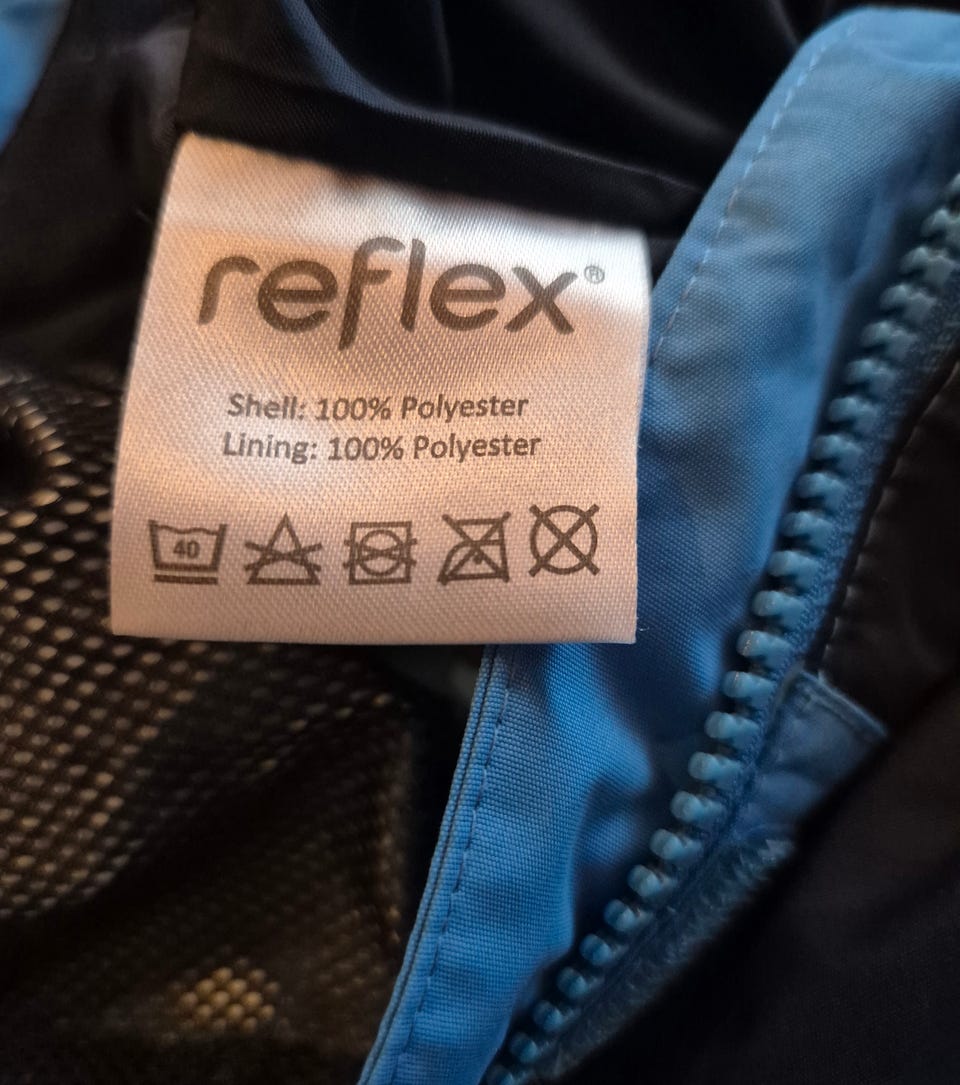 reflex®
Shell: 100% Polyester
Lining: 100% Polyester
40